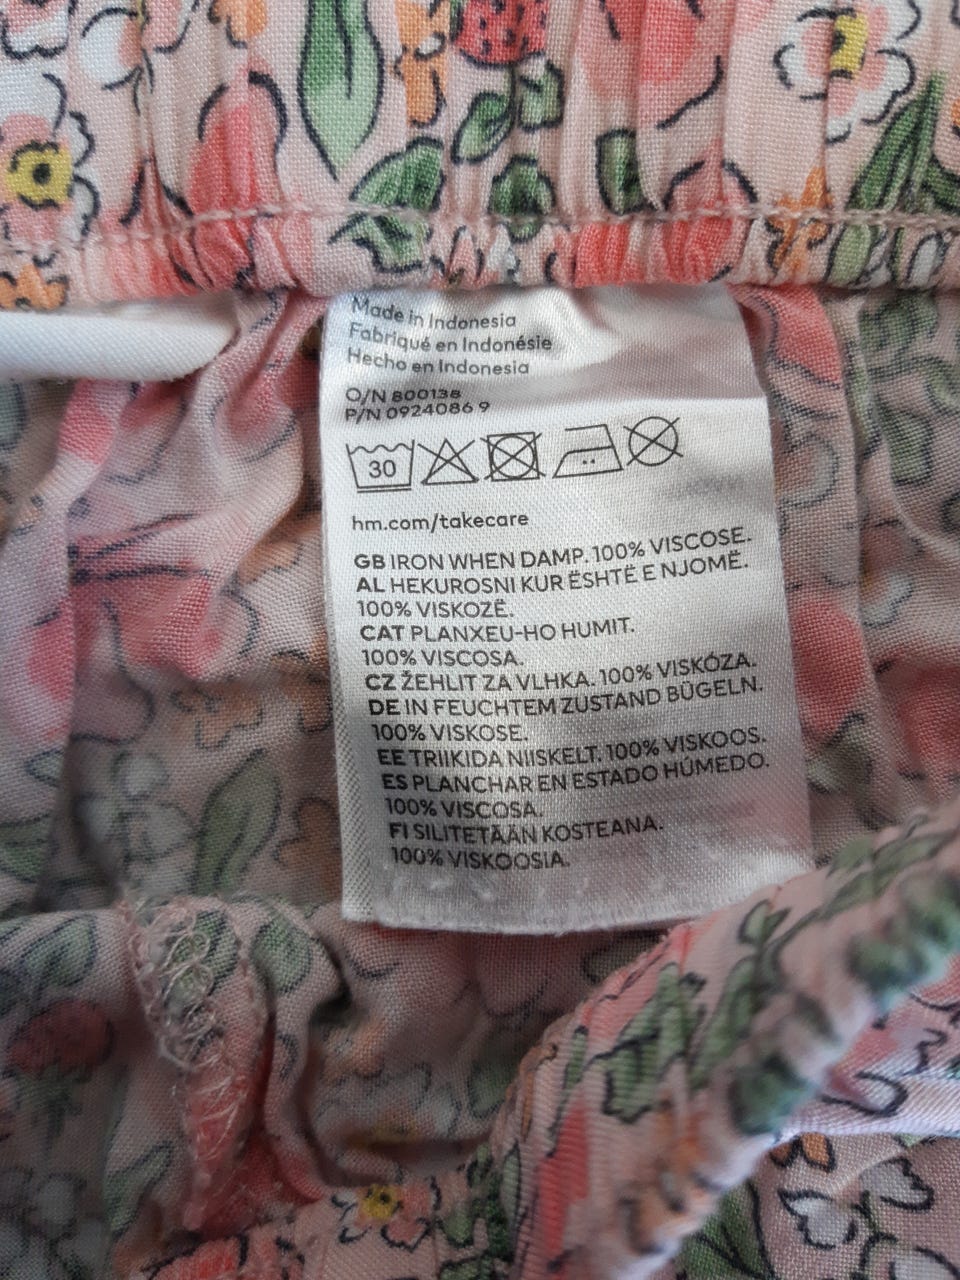 Made in Indonesia
Fabriqué en Indonésie
Hecho en Indonesia
O/N 800138
P/N 0924086 9
30
hm.com/takecare
GB IRON WHEN DAMP. 100% VISCOSE.
AL HEKUROSNI KUR ËSHTË E NJOMË.
100% VISKOZË.
CAT PLANXEU-HO HUMIT.
100% VISCOSA.
CZ ŽEHLIT ZA VLHKA. 100% VISKÓZA.
DE IN FEUCHTEM ZUSTAND BÜGELN.
100% VISKOSE.
EE TRIIKIDA NIISKELT. 100% VISKOOS.
ES PLANCHAR EN ESTADO HÚMEDO.
100% VISCOSA.
FI SILITETÄÄN KOSTEANA.
100% VISKOOSIA.